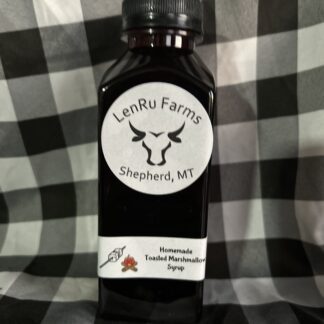 LenRu Farms
Shepherd, MT
Homemade
Toasted Marshmallow
Syrup